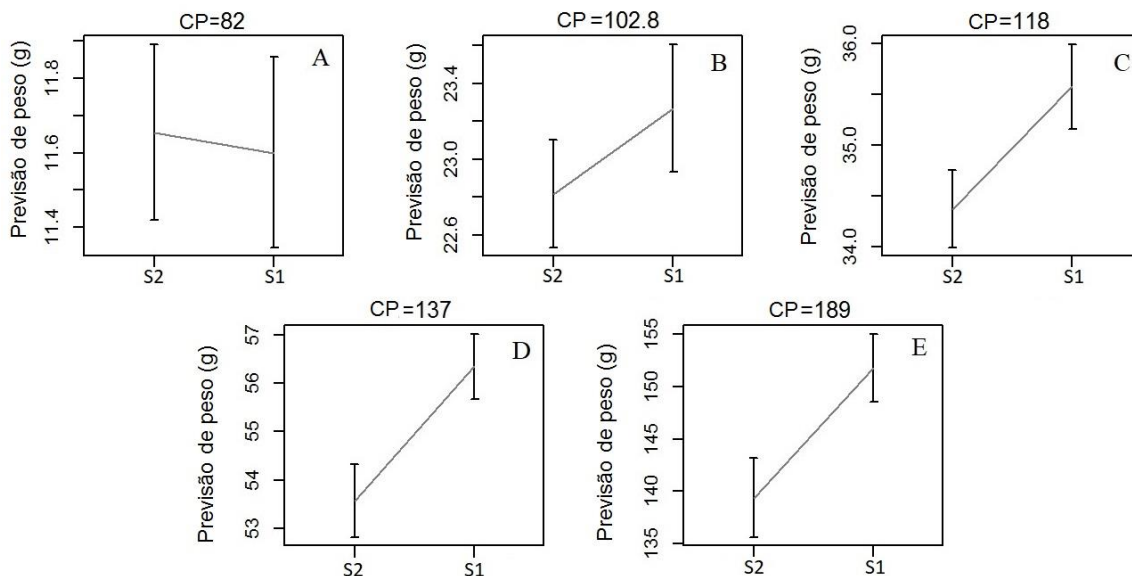 CP=82
A
Previsão de peso (g)
11.8
11.6
11.4
S2
S1
CP=102.8
B
Previsão de peso (g)
23.4
23.0
22.6
S2
S1
CP=118
C
Previsão de peso (g)
36.0
35.0
34.0
S2
S1
CP=137
D
Previsão de peso (g)
57
56
55
54
53
S2
S1
CP=189
E
Previsão de peso (g)
155
150
145
140
135
S2
S1